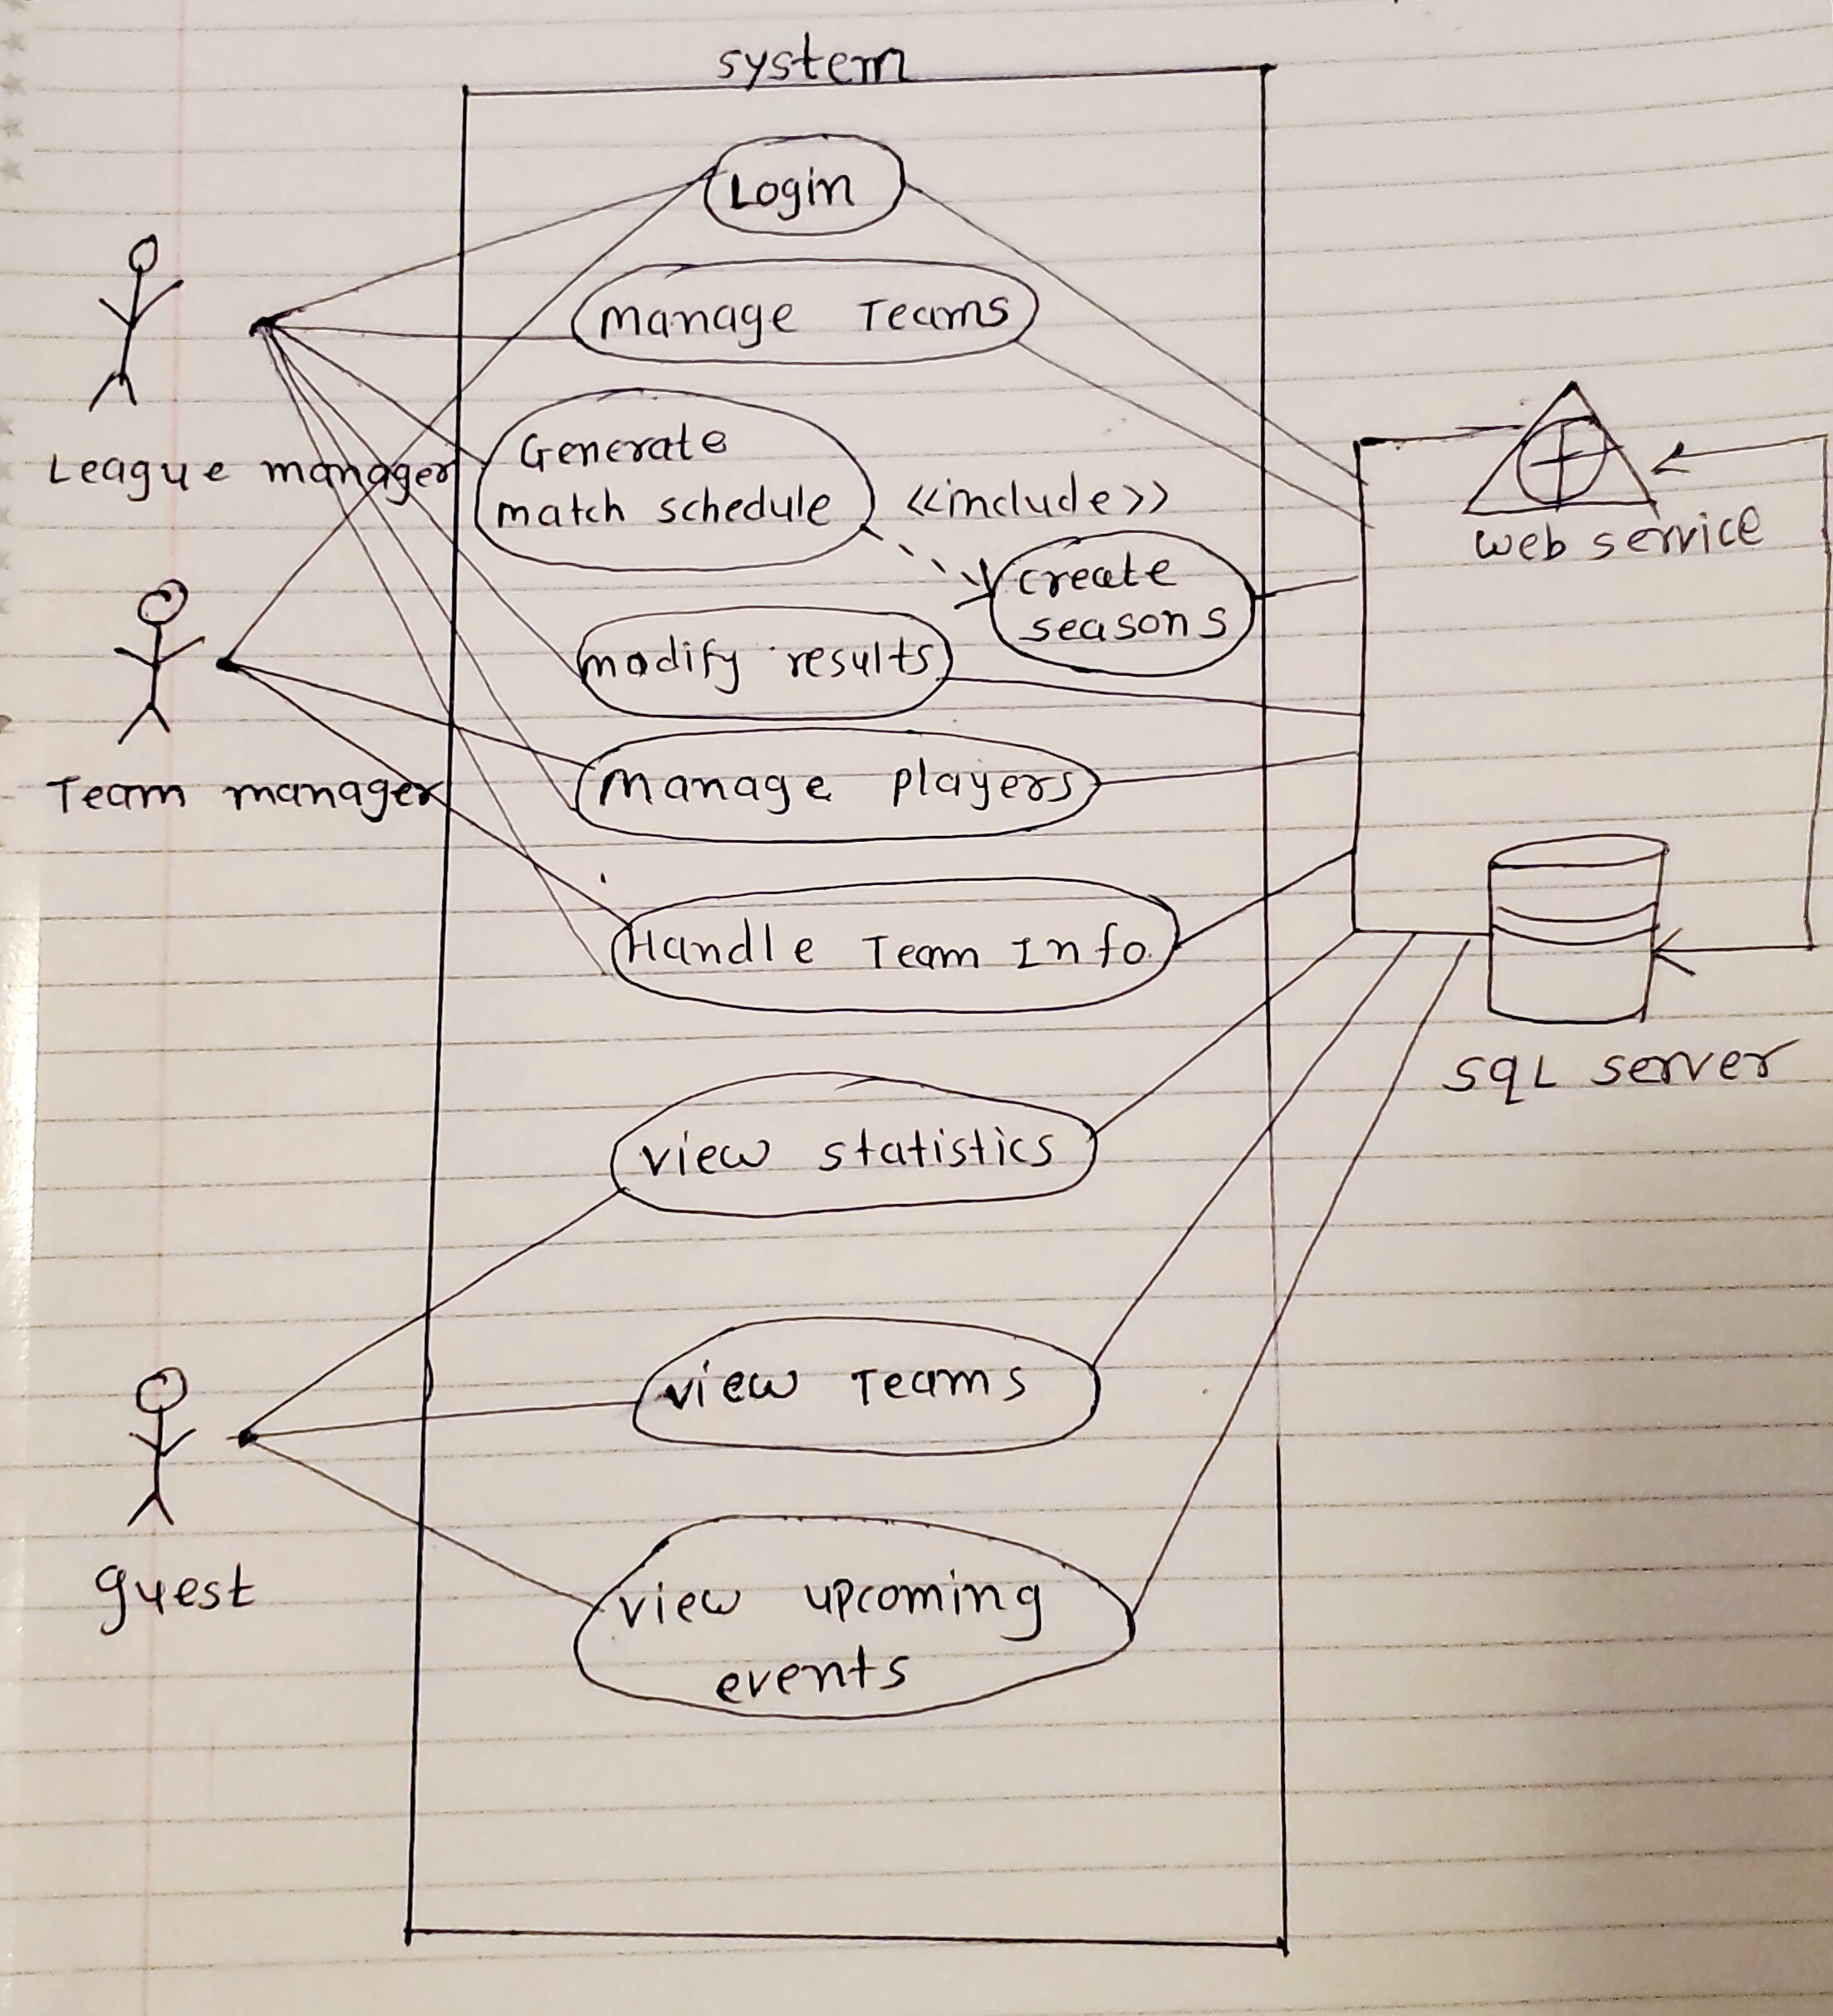 system
Login
manage Teams
League manager
Generate
match schedule
<<include>>
web service
create
seasons
modify results
Team manager
manage players
Handle Team Info.
SQL server
view statistics
view Teams
guest
view upcoming
events